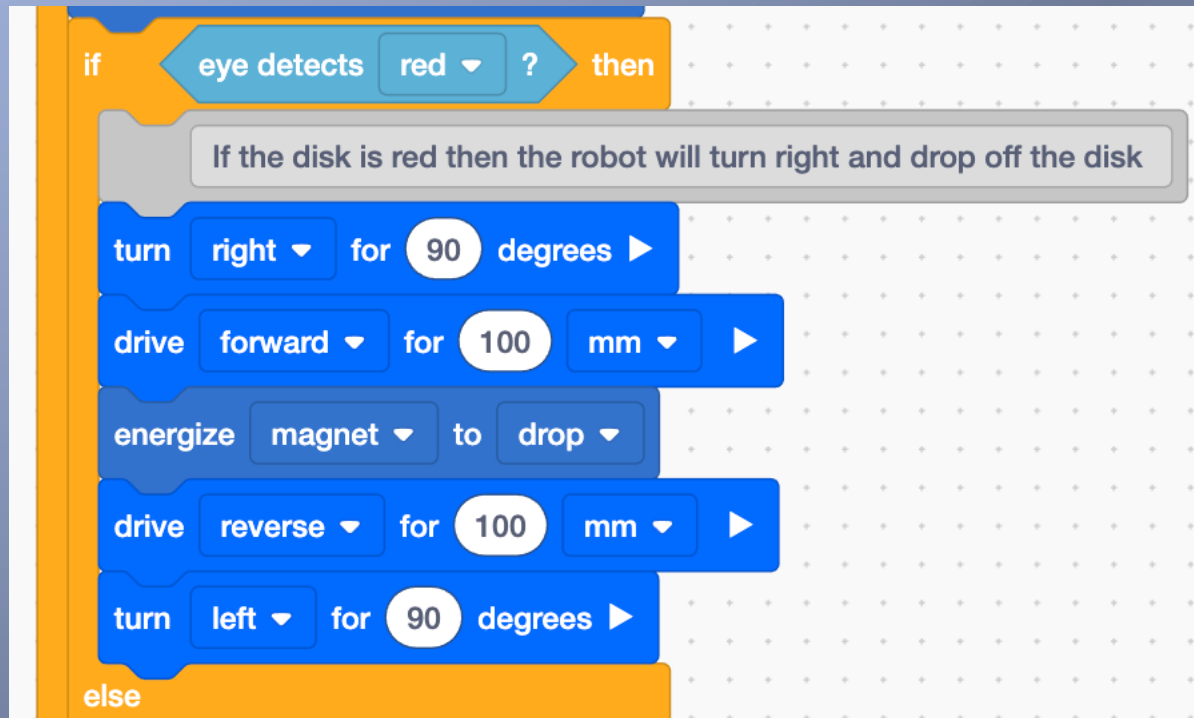 if eye detects red ? then
If the disk is red then the robot will turn right and drop off the disk
turn right for 90 degrees
drive forward for 100 mm
energize magnet to drop
drive reverse for 100 mm
turn left for 90 degrees
else